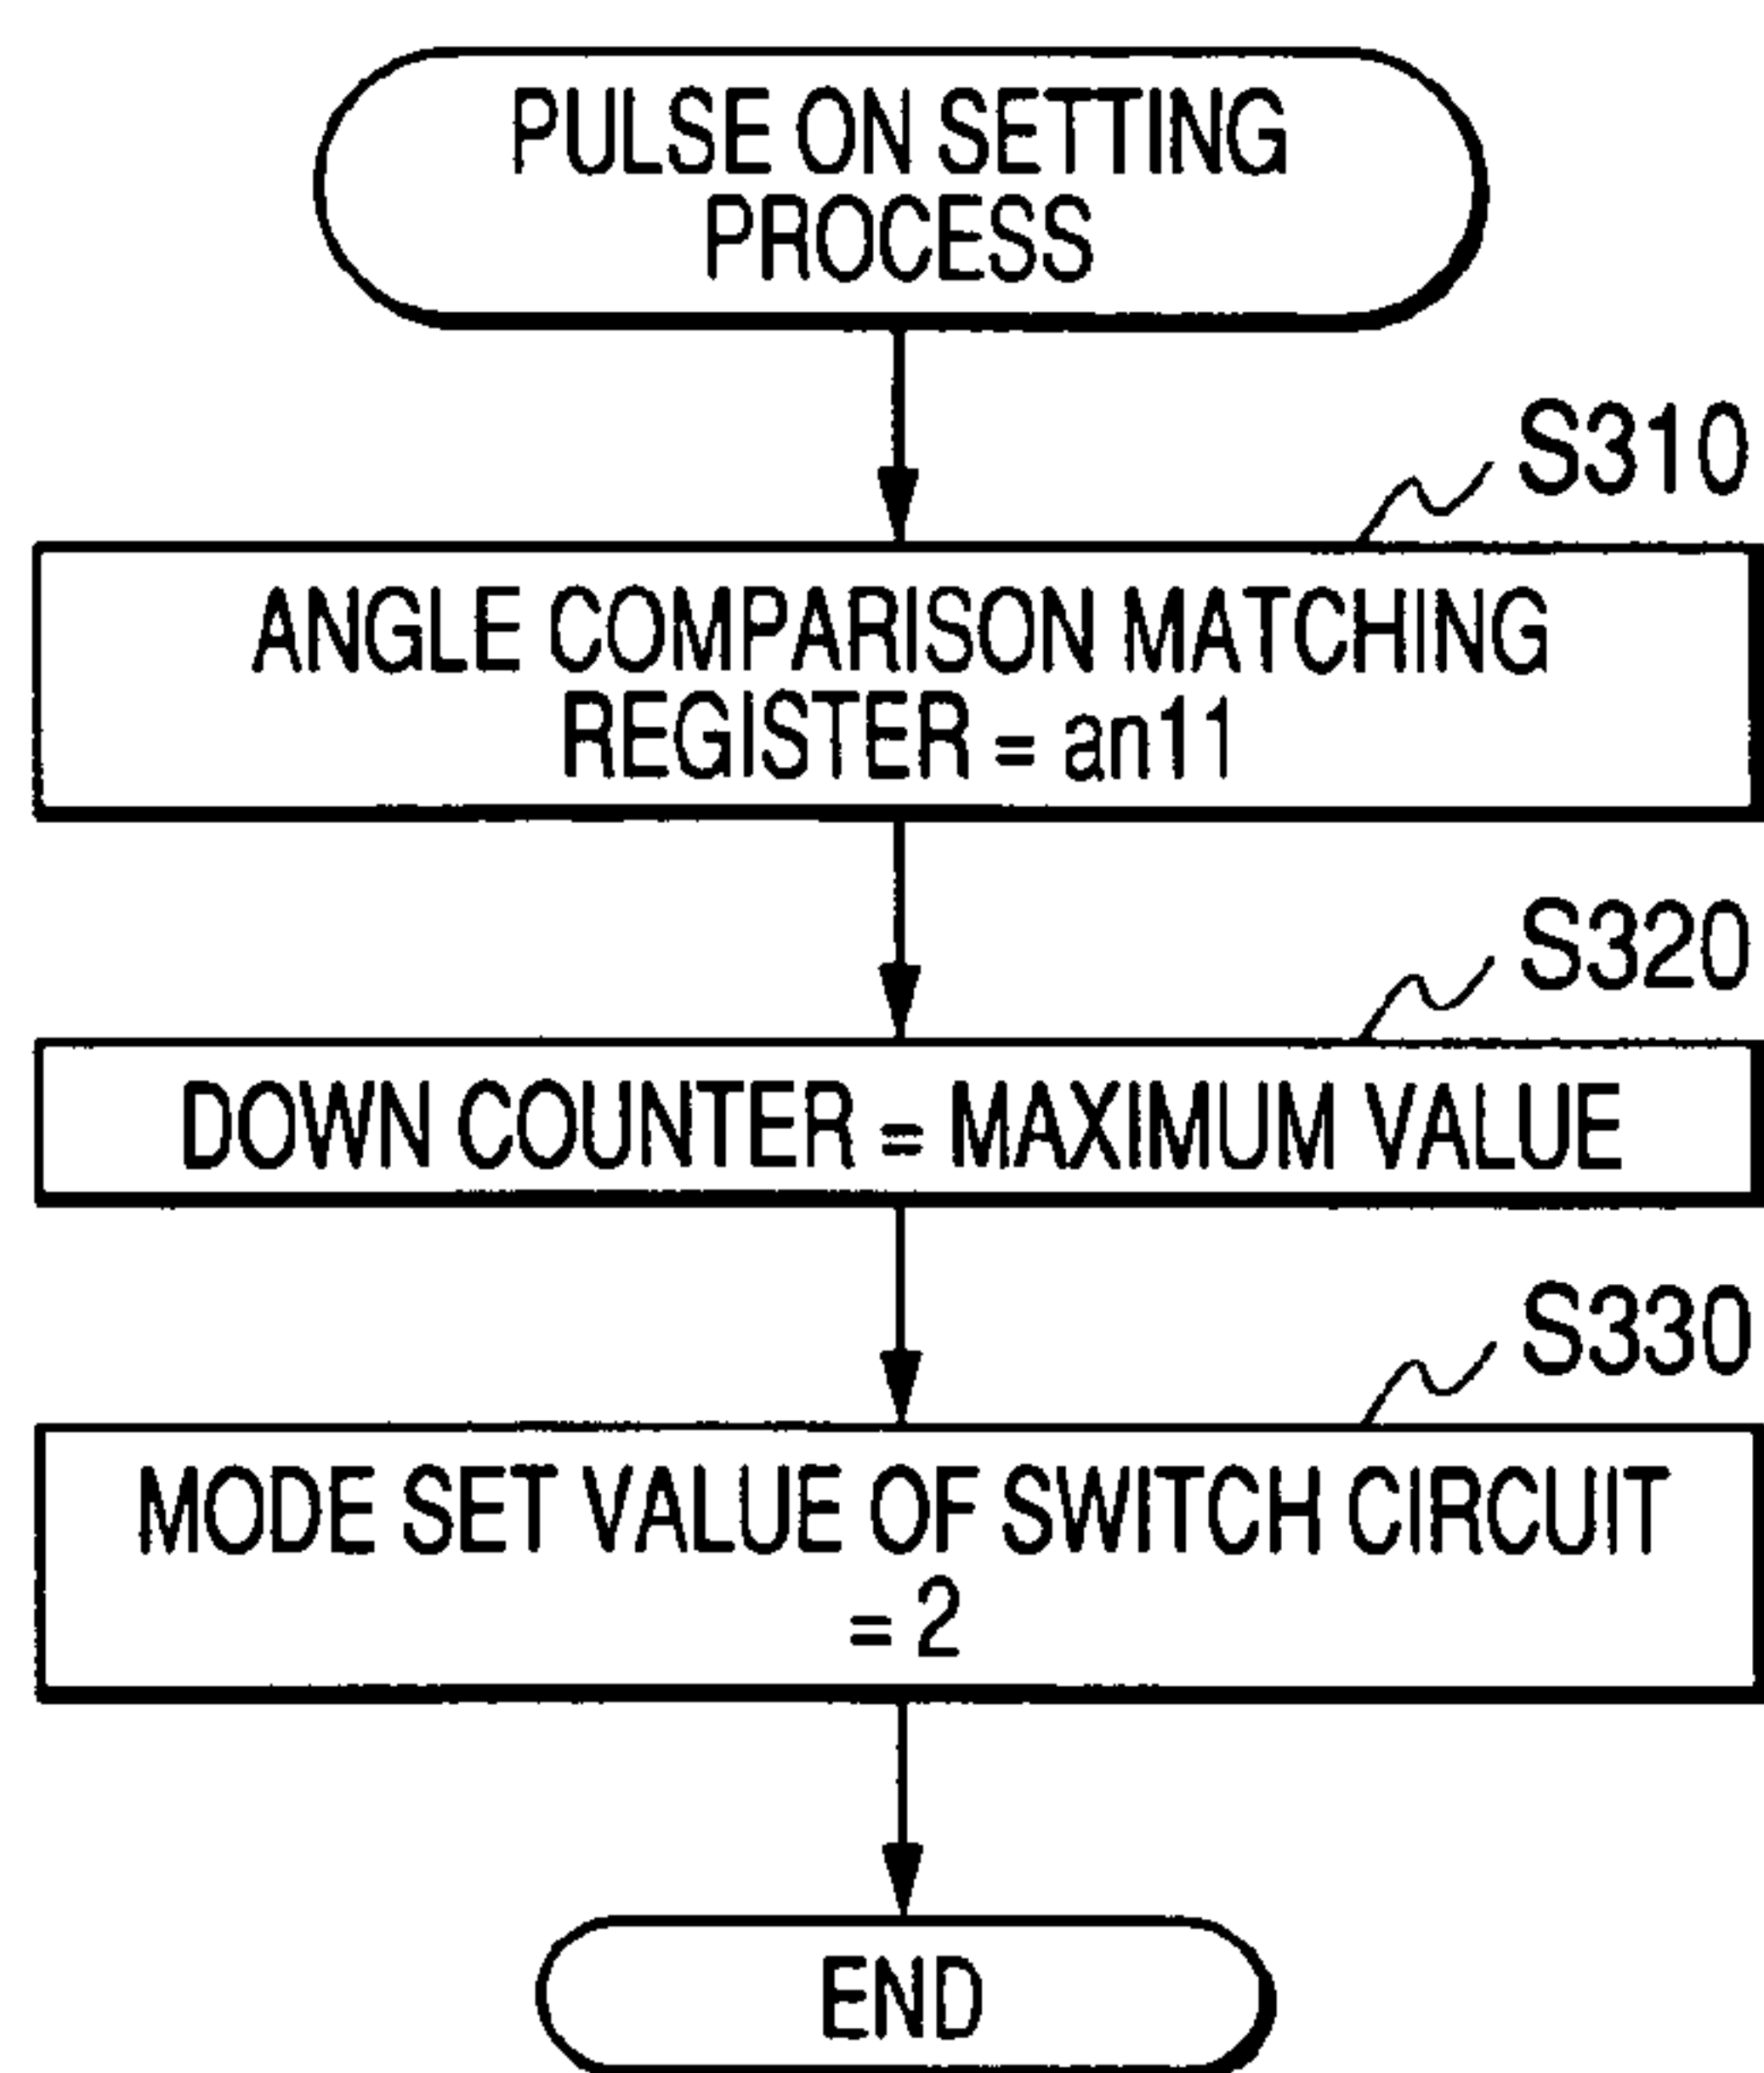 PULSE ON SETTING
PROCESS
S310
ANGLE COMPARISON MATCHING
REGISTER = an11
S320
DOWN COUNTER = MAXIMUM VALUE
S330
MODE SET VALUE OF SWITCH CIRCUIT
= 2
END